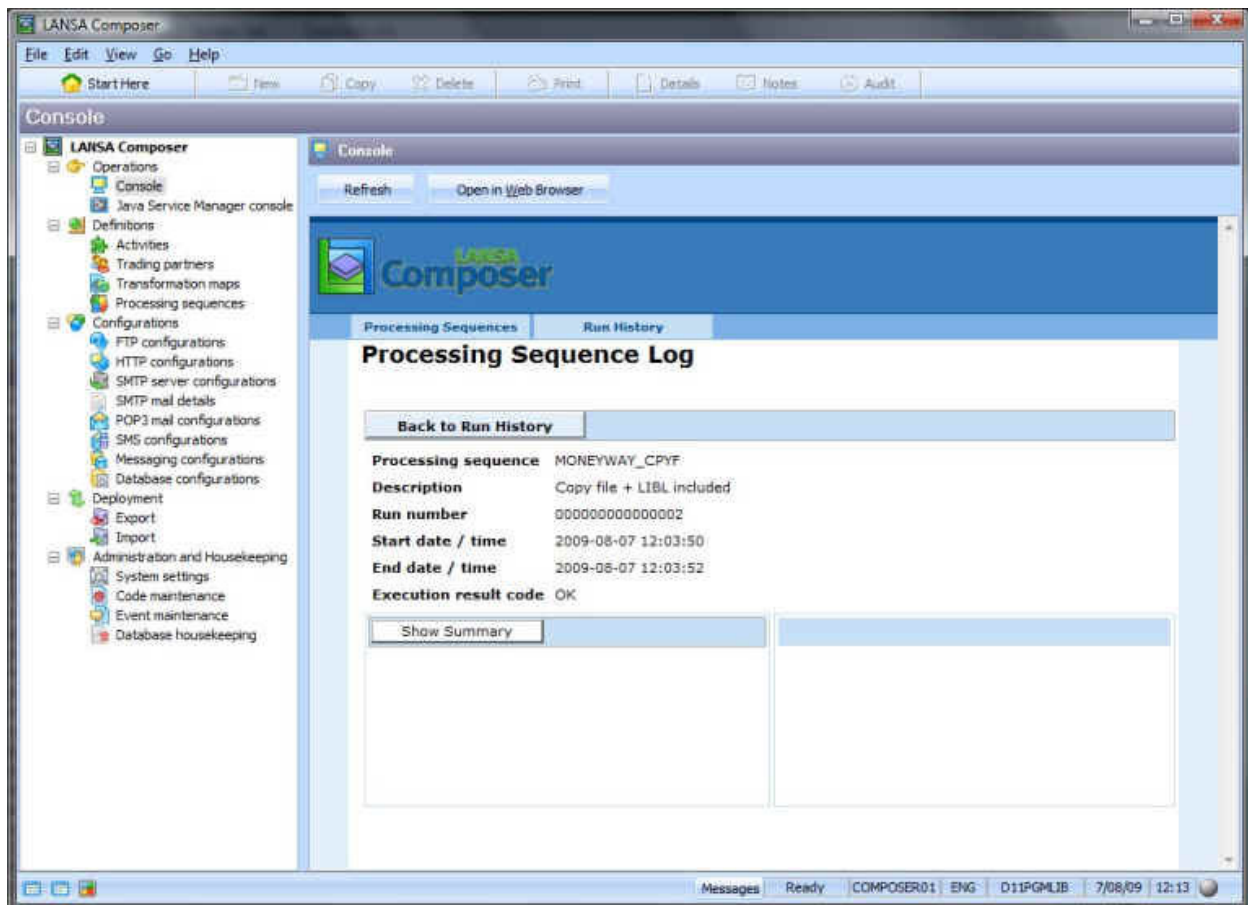 LANSA Composer
File Edit View Go Help
Start Here New Copy Delete Print Details Notes Audit
Console
LANSA Composer
Operations
Console
Java Service Manager console
Definitions
Activities
Trading partners
Transformation maps
Processing sequences
Configurations
FTP configurations
HTTP configurations
SMTP server configurations
SMTP mail details
POP3 mail configurations
SMS configurations
Messaging configurations
Database configurations
Deployment
Export
Import
Administration and Housekeeping
System settings
Code maintenance
Event maintenance
Database housekeeping
Console
Refresh Open in Web Browser
LANSA
Composer
Processing Sequences Run History
Processing Sequence Log
Back to Run History
Processing sequence MONEYWAY_CPYF
Description Copy file + LIBL included
Run number 000000000000002
Start date / time 2009-08-07 12:03:50
End date / time 2009-08-07 12:03:52
Execution result code OK
Show Summary
Messages Ready COMPOSER01 ENG D11PGMLIB 7/08/09 12:13